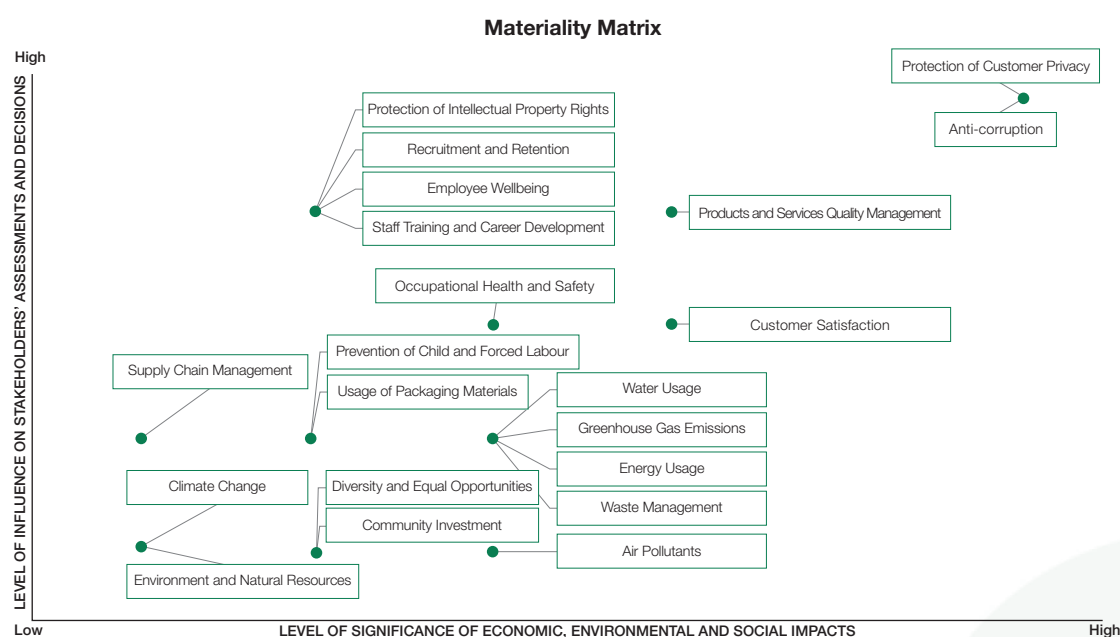 Materiality Matrix
High
LEVEL OF INFLUENCE ON STAKEHOLDERS' ASSESSMENTS AND DECISIONS
Protection of Customer Privacy
Anti-corruption
Protection of Intellectual Property Rights
Recruitment and Retention
Employee Wellbeing
Staff Training and Career Development
Products and Services Quality Management
Occupational Health and Safety
Customer Satisfaction
Prevention of Child and Forced Labour
Supply Chain Management
Usage of Packaging Materials
Water Usage
Greenhouse Gas Emissions
Energy Usage
Waste Management
Climate Change
Diversity and Equal Opportunities
Community Investment
Air Pollutants
Environment and Natural Resources
Low
LEVEL OF SIGNIFICANCE OF ECONOMIC, ENVIRONMENTAL AND SOCIAL IMPACTS
High